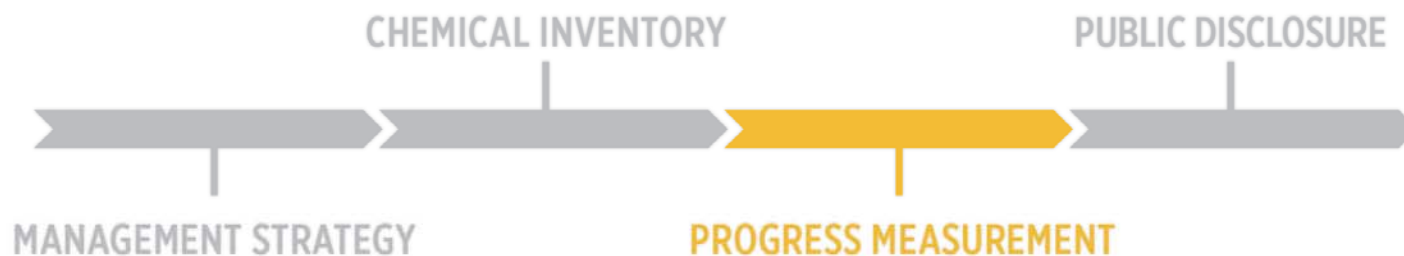 CHEMICAL INVENTORY
PUBLIC DISCLOSURE
MANAGEMENT STRATEGY
PROGRESS MEASUREMENT